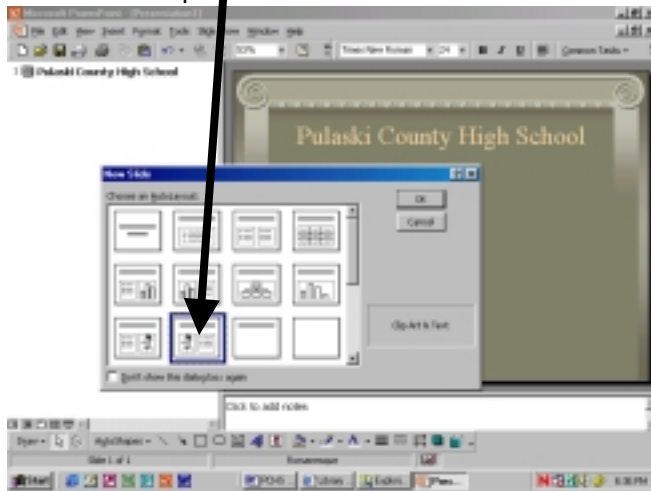 Microsoft PowerPoint - [Presentation1]
File Edit View Insert Format Tools Slide Show Window Help
53% Times New Roman 24 B I U S Common Tasks
1 Pulaski County High School
Pulaski County High School
New Slide
Choose an AutoLayout:
OK
Cancel
Clip Art & Text
Don't show this dialog box again
Click to add notes
Draw AutoShapes
Slide 1 of 1 Romanesque
Start